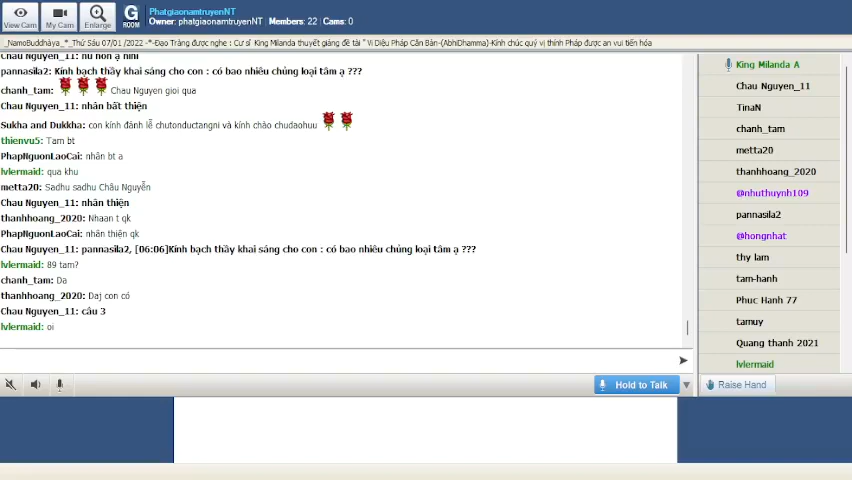 View Cam
My Cam
Enlarge
G
ROOM
PhatgiaonamtruyenNT
Owner: phatgiaonamtruyenNT | Members: 22 | Cams: 0
_NamoBuddhàya_*_Thứ Sáu 07/01 /2022 -*-Đạo Tràng được nghe : Cư sĩ King Milanda thuyết giảng đề tài " Vi Diệu Pháp Căn Bản-(AbhiDhamma)-Kính chúc quý vị thính Pháp được an vui tiến hóa
pannasila2: Kính bạch thầy khai sáng cho con : có bao nhiêu chủng loại tâm ạ ???
chanh_tam: Chau Nguyen gioi qua
Chau Nguyen_11: nhân bất thiện
Sukha and Dukkha: con kính đảnh lễ chutonductangni và kính chào chudaohuu
thienvu5: Tam bt
PhapNguonLaoCai: nhân bt a
lvlermaid: qua khu
metta20: Sadhu sadhu Châu Nguyễn
Chau Nguyen_11: nhân thiện
thanhhoang_2020: Nhaan t qk
PhapNguonLaoCai: nhân thiện qk
Chau Nguyen_11: pannasila2, [06:06]Kính bạch thầy khai sáng cho con : có bao nhiêu chủng loại tâm ạ ???
lvlermaid: 89 tam?
chanh_tam: Da
thanhhoang_2020: Daj con có
Chau Nguyen_11: câu 3
lvlermaid: oi
Hold to Talk
King Milanda A
Chau Nguyen_11
TinaN
chanh_tam
metta20
thanhhoang_2020
@nhuthuynh109
pannasila2
@hongnhat
thy lam
tam-hanh
Phuc Hanh 77
tamuy
Quang thanh 2021
lvlermaid
Raise Hand